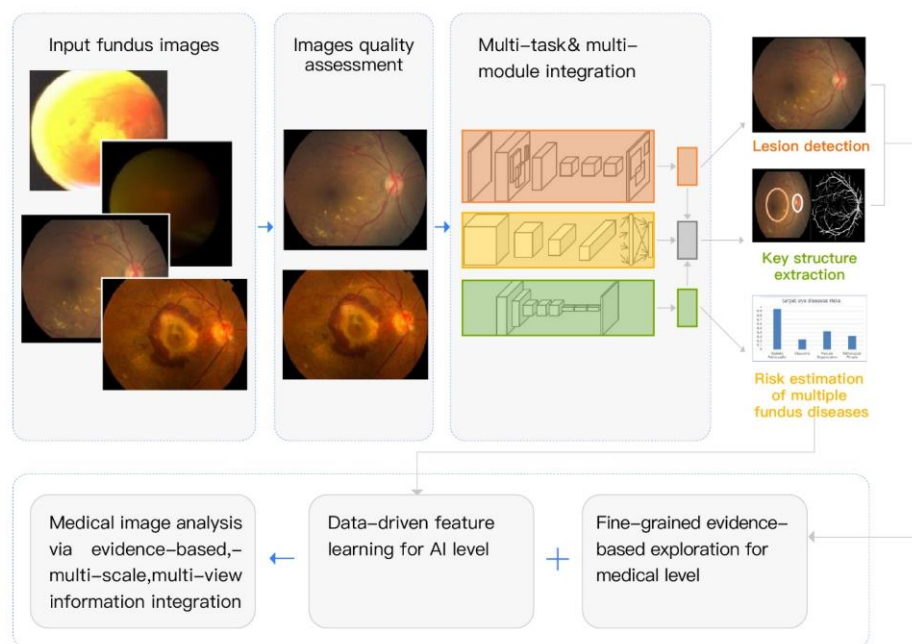 Input fundus images
Images quality
assessment
Multi-task& multi-
module integration
Lesion detection
Key structure
extraction
Risk estimation
of multiple
fundus diseases
Medical image analysis
via evidence-based,-
multi-scale,multi-view
information integration
Data-driven feature
learning for AI level
Fine-grained evidence-
based exploration for
medical level